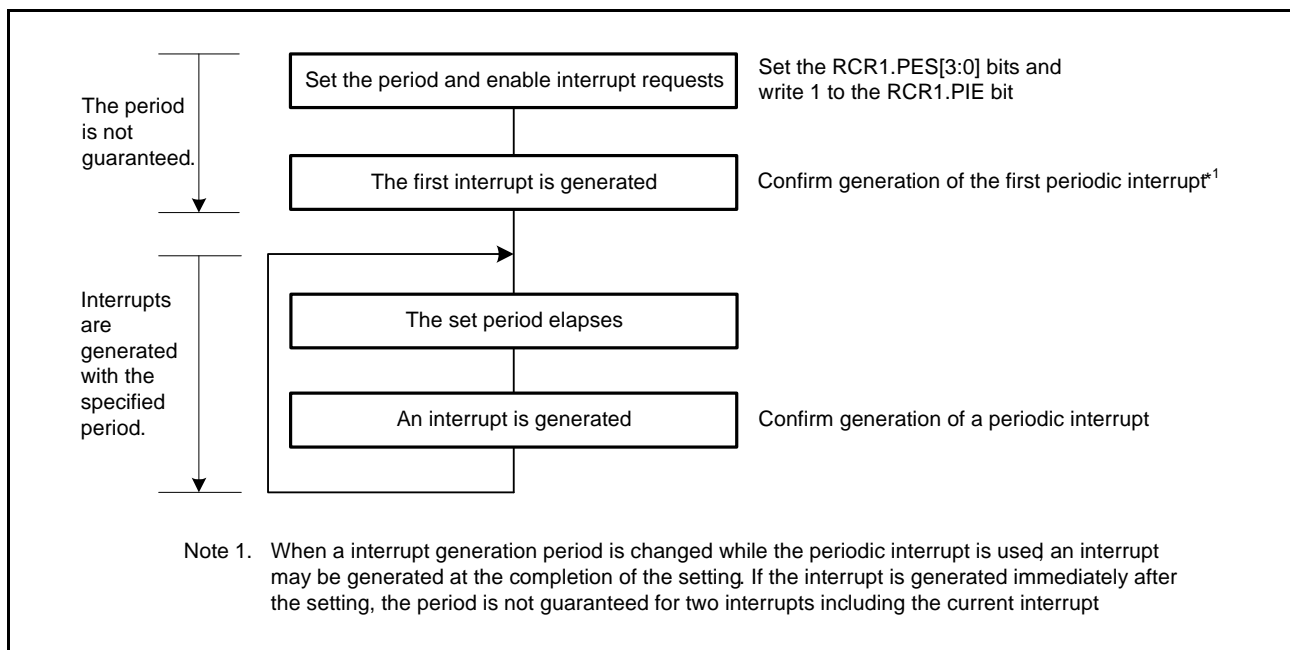 Set the period and enable interrupt requests
Set the RCR1.PES[3:0] bits and
write 1 to the RCR1.PIE bit
The period
is not
guaranteed.
The first interrupt is generated
Confirm generation of the first periodic interrupt*1
Interrupts
are
generated
with the
specified
period.
The set period elapses
An interrupt is generated
Confirm generation of a periodic interrupt
Note 1. When a interrupt generation period is changed while the periodic interrupt is used, an interrupt
may be generated at the completion of the setting. If the interrupt is generated immediately after
the setting, the period is not guaranteed for two interrupts including the current interrupt